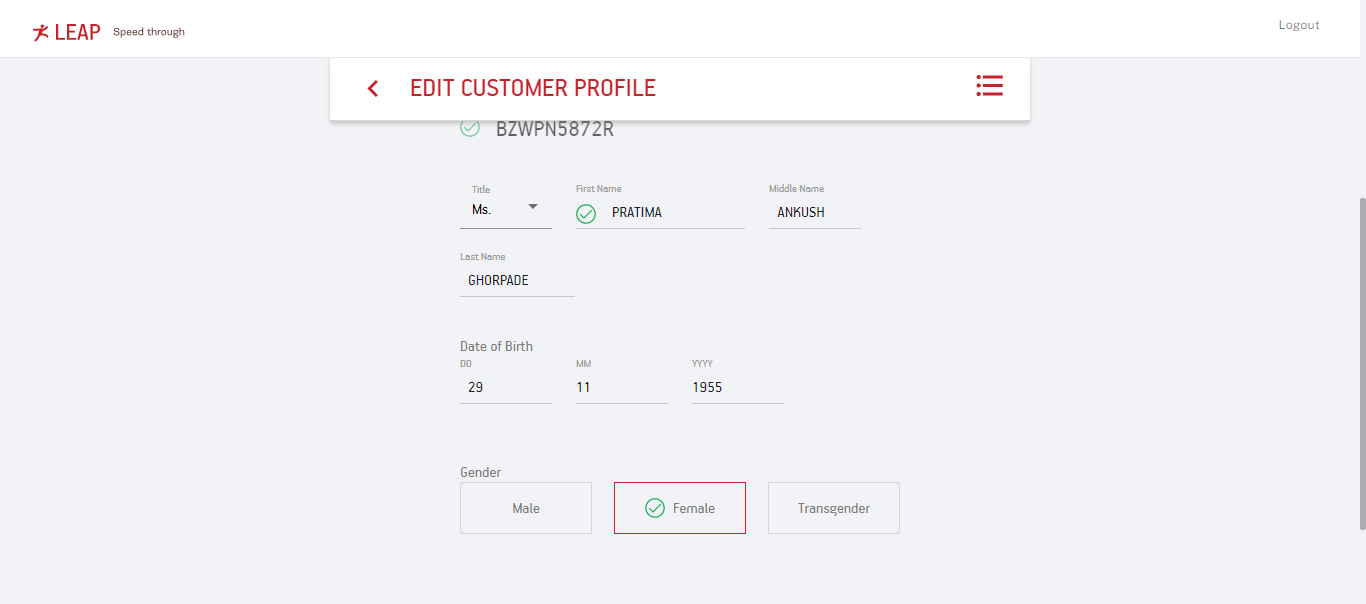 LEAP Speed through
Logout
EDIT CUSTOMER PROFILE
BZWPN5872R
Title First Name Middle Name
Ms. PRATIMA ANKUSH
Last Name
GHORPADE
Date of Birth
DD MM YYYY
29 11 1955
Gender
Male Female Transgender